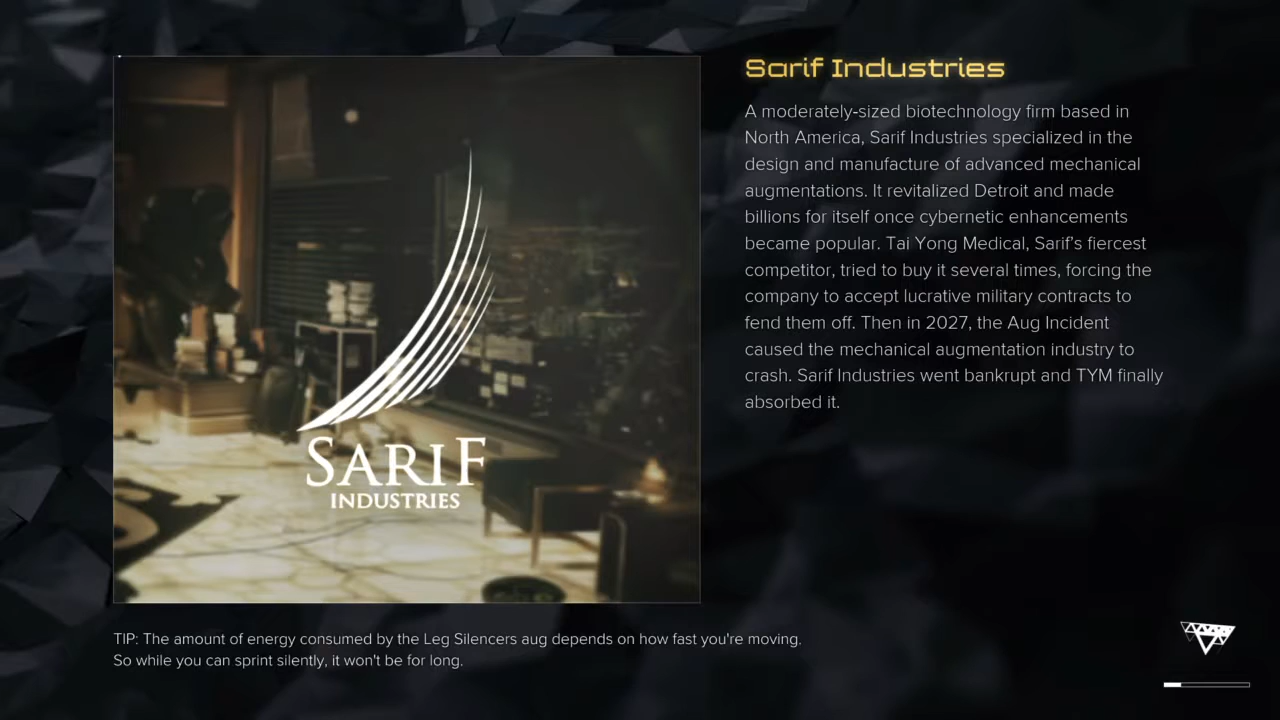 Sarif Industries
A moderately-sized biotechnology firm based in
North America, Sarif Industries specialized in the
design and manufacture of advanced mechanical
augmentations. It revitalized Detroit and made
billions for itself once cybernetic enhancements
became popular. Tai Yong Medical, Sarif's fiercest
competitor, tried to buy it several times, forcing the
company to accept lucrative military contracts to
fend them off. Then in 2027, the Aug Incident
caused the mechanical augmentation industry to
crash. Sarif Industries went bankrupt and TYM finally
absorbed it.
SARIF
INDUSTRIES
TIP: The amount of energy consumed by the Leg Silencers aug depends on how fast you're moving.
So while you can sprint silently, it won't be for long.